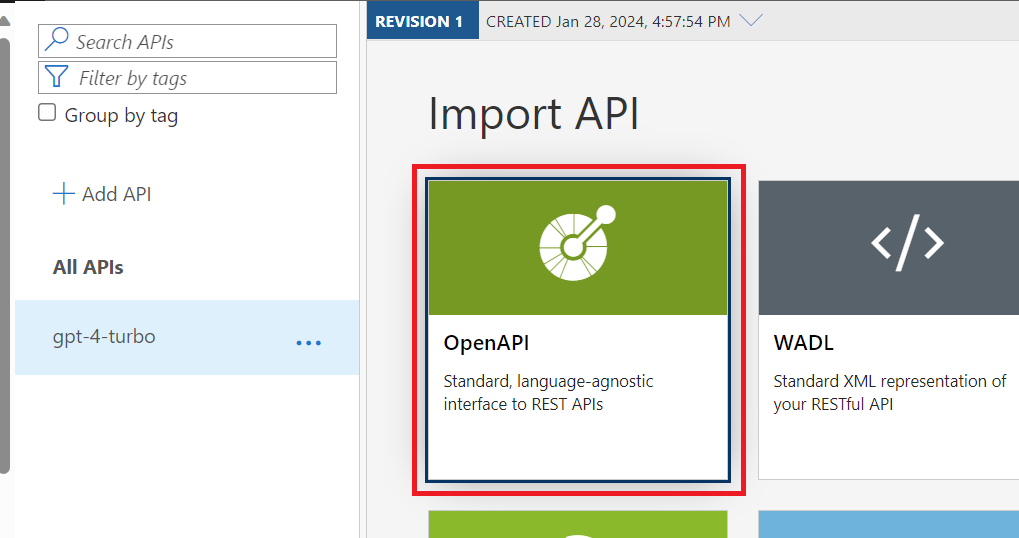 REVISION 1 CREATED Jan 28, 2024, 4:57:54 PM
Search APIs
Filter by tags
Group by tag
Add API
All APIs
gpt-4-turbo
Import API
OpenAPI
Standard, language-agnostic
interface to REST APIs
WADL
Standard XML representation of
your RESTful API